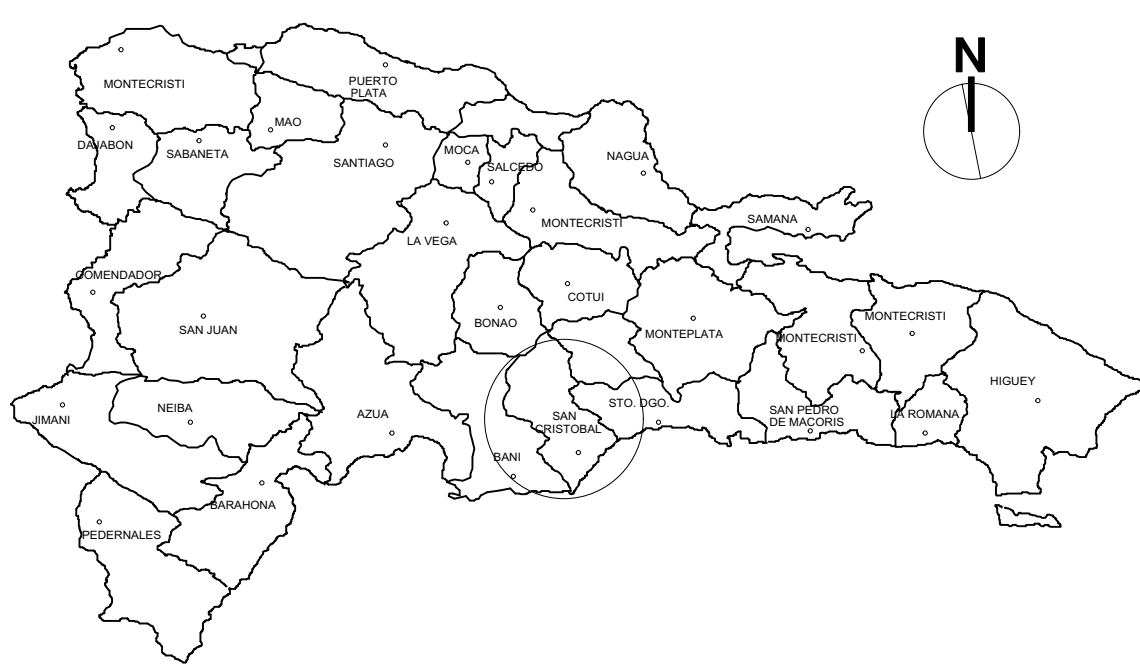 N
MONTECRISTI
PUERTO
PLATA
MAO
DAJABON
SABANETA
SANTIAGO
MOCA
SALCEDO
NAGUA
SAMANA
MONTECRISTI
LA VEGA
COMENDADOR
COTUI
SAN JUAN
BONAO
MONTEPLATA
MONTECRISTI
MONTECRISTI
HIGUEY
JIMANI
NEIBA
AZUA
STO. DGO.
SAN
CRISTOBAL
SAN PEDRO
DE MACORIS
LA ROMANA
BANI
BARAHONA
PEDERNALES